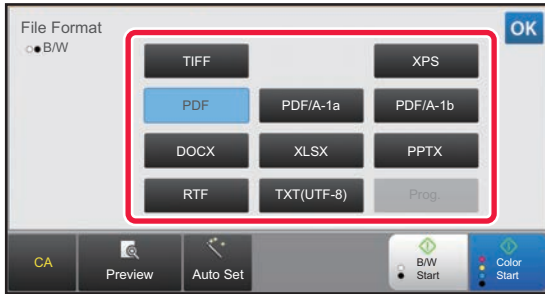 File Format
B/W
OK
TIFF XPS
PDF PDF/A-1a PDF/A-1b
DOCX XLSX PPTX
RTF TXT(UTF-8) Prog.
CA Preview Auto Set B/W Start Color Start